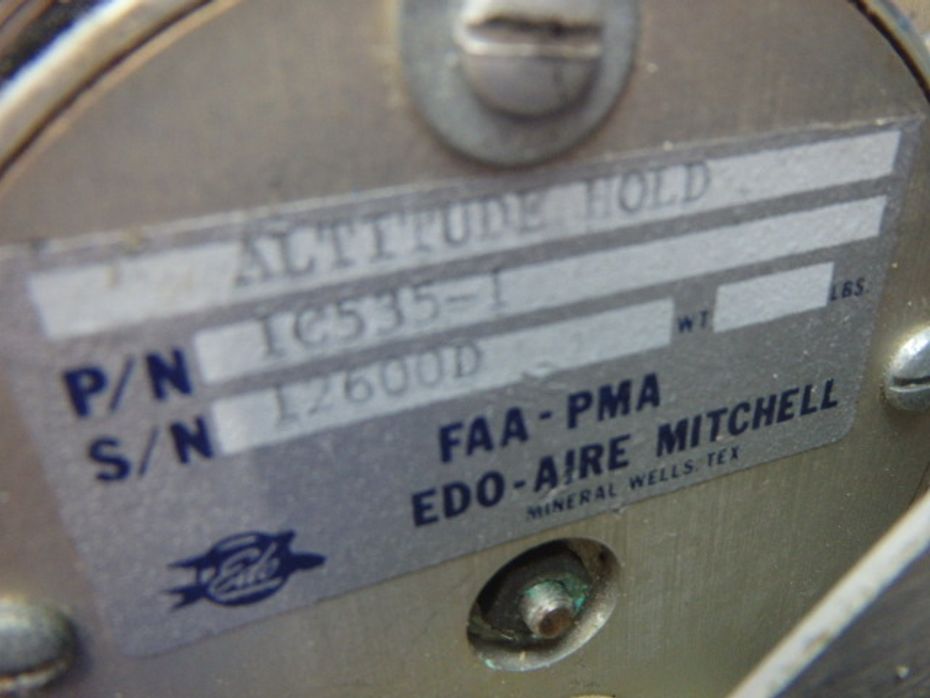 ALTITUDE HOLD
P/N 1C535-1
S/N 12600D WT LBS.
FAA-PMA
EDO-AIRE MITCHELL
MINERAL WELLS, TEX
Edo